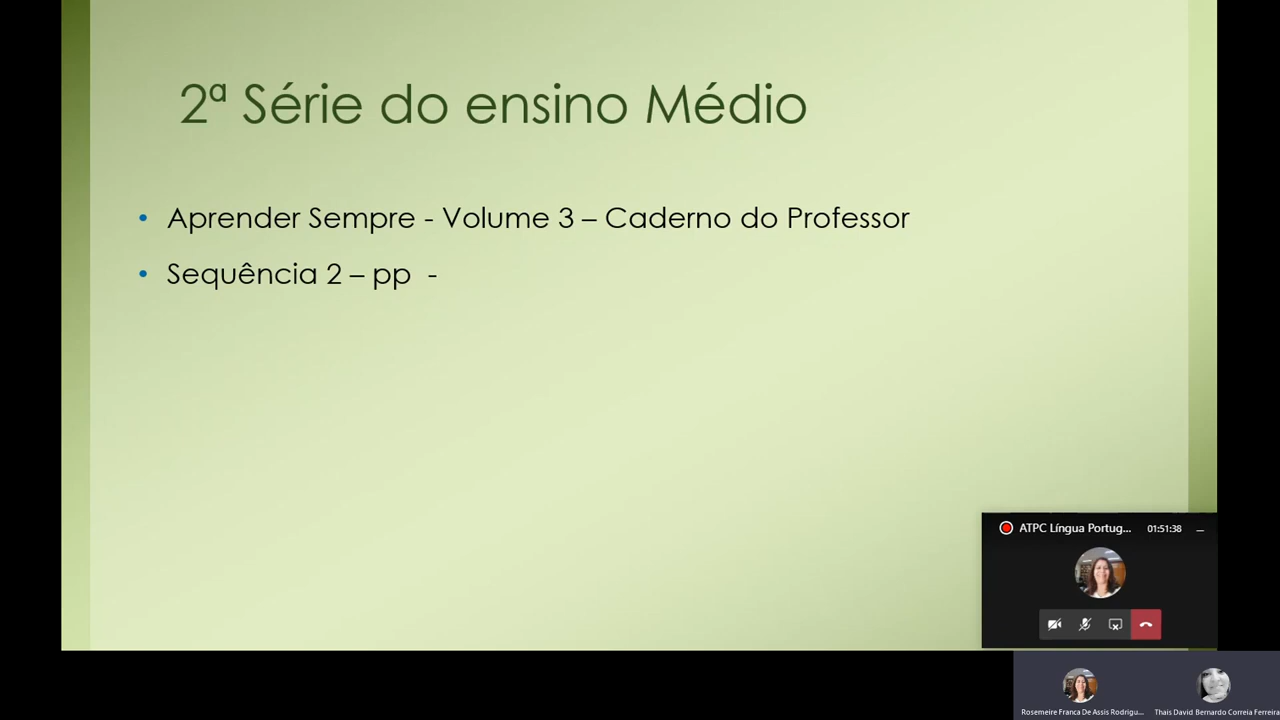 2ª Série do ensino Médio
• Aprender Sempre - Volume 3 – Caderno do Professor
• Sequência 2 – pp -
ATPC Língua Portug... 01:51:38
Rosemeire Franca De Assis Rodrigu... Thais David Bernardo Correia Ferreira